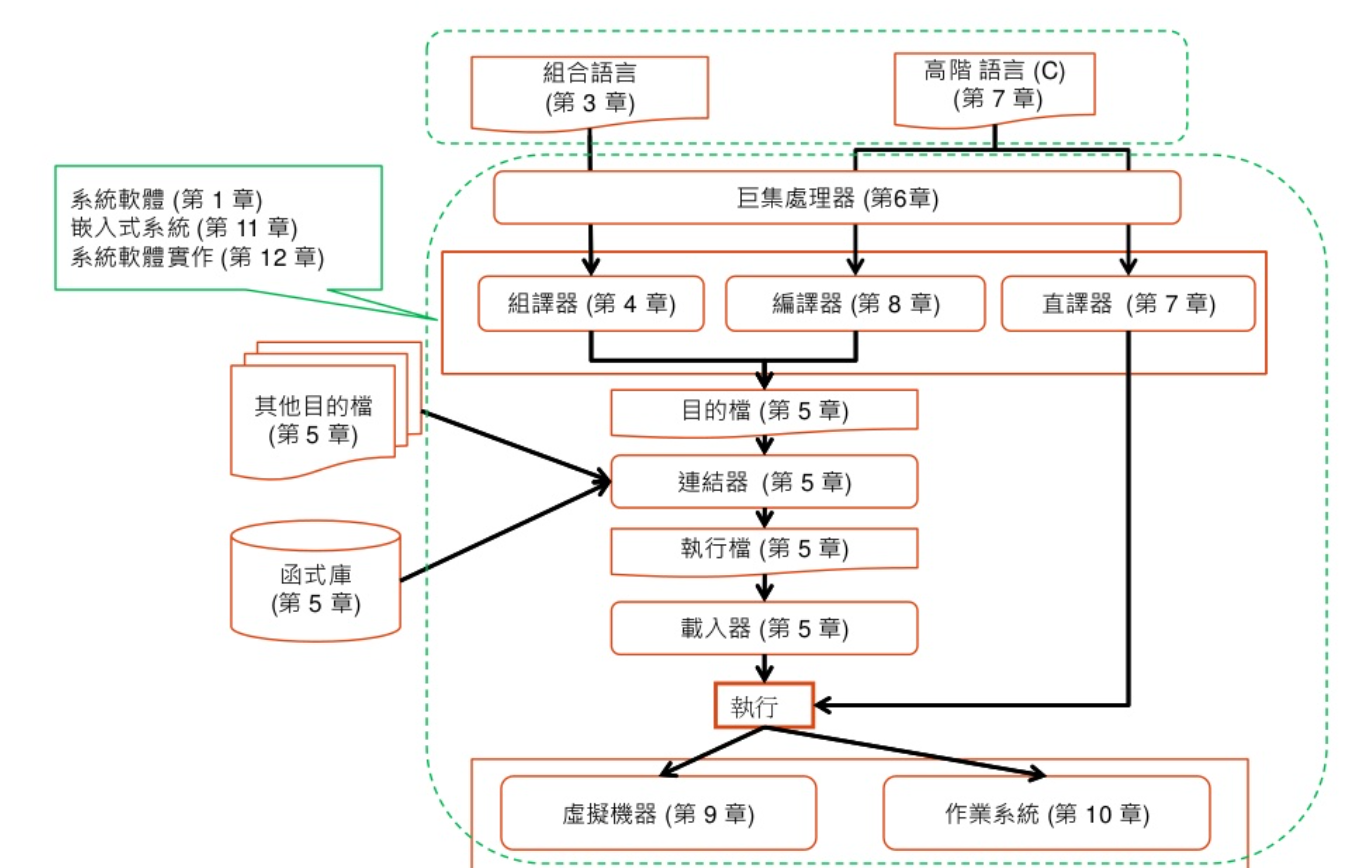 組合語言
(第 3 章)
高階 語言 (C)
(第 7 章)
系統軟體 (第 1 章)
嵌入式系統 (第 11 章)
系統軟體實作 (第 12 章)
巨集處理器 (第6章)
組譯器 (第 4 章)
編譯器 (第 8 章)
直譯器 (第 7 章)
其他目的檔
(第 5 章)
目的檔 (第 5 章)
連結器 (第 5 章)
函式庫
(第 5 章)
執行檔 (第 5 章)
載入器 (第 5 章)
執行
虛擬機器 (第 9 章)
作業系統 (第 10 章)